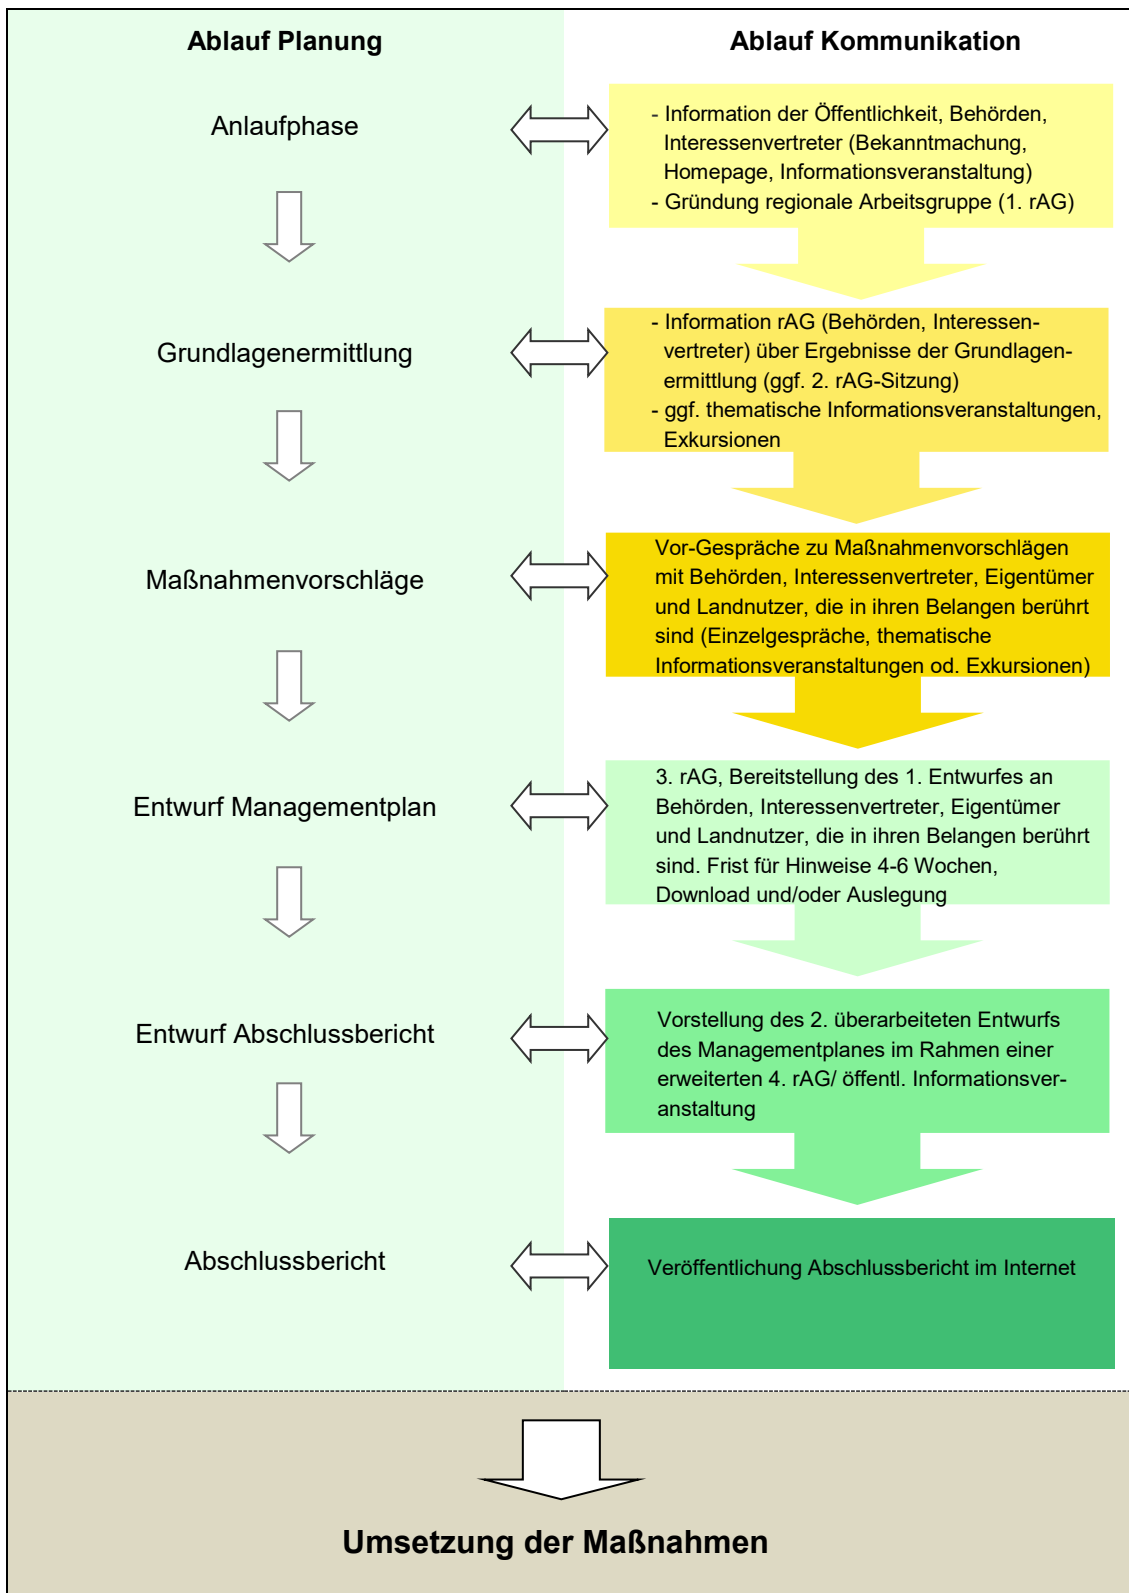 Ablauf Planung
Ablauf Kommunikation
Anlaufphase
- Information der Öffentlichkeit, Behörden,
Interessenvertreter (Bekanntmachung,
Homepage, Informationsveranstaltung)
- Gründung regionale Arbeitsgruppe (1. rAG)
Grundlagenermittlung
- Information rAG (Behörden, Interessen-
vertreter) über Ergebnisse der Grundlagen-
ermittlung (ggf. 2. rAG-Sitzung)
- ggf. thematische Informationsveranstaltungen,
Exkursionen
Maßnahmenvorschläge
Vor-Gespräche zu Maßnahmenvorschlägen
mit Behörden, Interessenvertreter, Eigentümer
und Landnutzer, die in ihren Belangen berührt
sind (Einzelgespräche, thematische
Informationsveranstaltungen od. Exkursionen)
Entwurf Managementplan
3. rAG, Bereitstellung des 1. Entwurfes an
Behörden, Interessenvertreter, Eigentümer
und Landnutzer, die in ihren Belangen berührt
sind. Frist für Hinweise 4-6 Wochen,
Download und/oder Auslegung
Entwurf Abschlussbericht
Vorstellung des 2. überarbeiteten Entwurfs
des Managementplanes im Rahmen einer
erweiterten 4. rAG/ öffentl. Informationsver-
anstaltung
Abschlussbericht
Veröffentlichung Abschlussbericht im Internet
Umsetzung der Maßnahmen